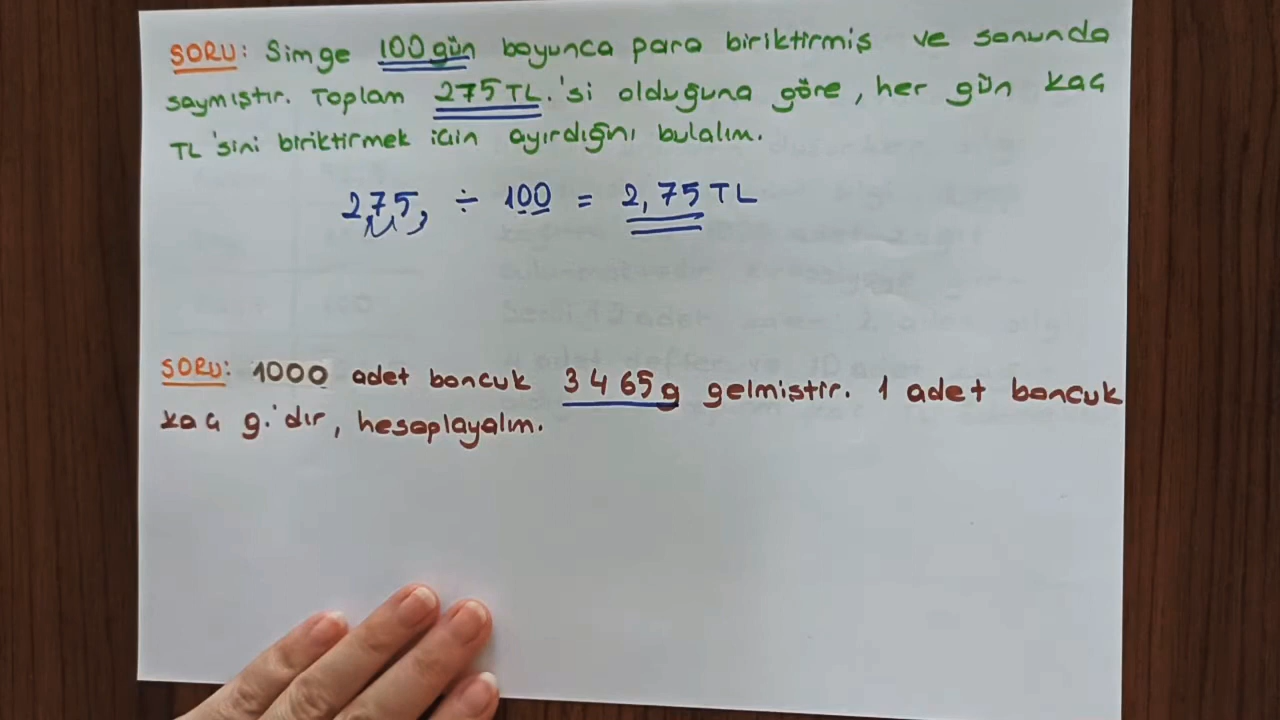 SORU: Simge 100 gün boyunca para biriktirmiş ve sonunda
saymıştır. Toplam 275 TL.'si olduğuna göre, her gün kaç
TL'sini biriktirmek için ayırdığını bulalım.
275, ÷ 100 = 2,75 TL
SORU: 1000 adet boncuk 3465g gelmiştir. 1 adet boncuk
kaç g.'dır, hesaplayalım.